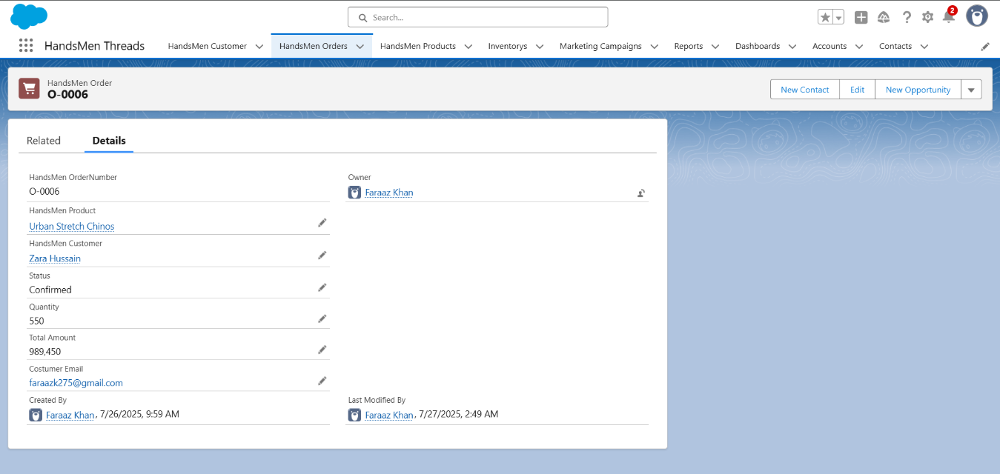 Search...
2
HandsMen Threads
HandsMen Customer
HandsMen Orders
HandsMen Products
Inventorys
Marketing Campaigns
Reports
Dashboards
Accounts
Contacts
HandsMen Order
O-0006
New Contact
Edit
New Opportunity
Related
Details
HandsMen OrderNumber
O-0006
Owner
Faraaz Khan
HandsMen Product
Urban Stretch Chinos
HandsMen Customer
Zara Hussain
Status
Confirmed
Quantity
550
Total Amount
989,450
Costumer Email
faraazk275@gmail.com
Created By
Faraaz Khan, 7/26/2025, 9:59 AM
Last Modified By
Faraaz Khan, 7/27/2025, 2:49 AM